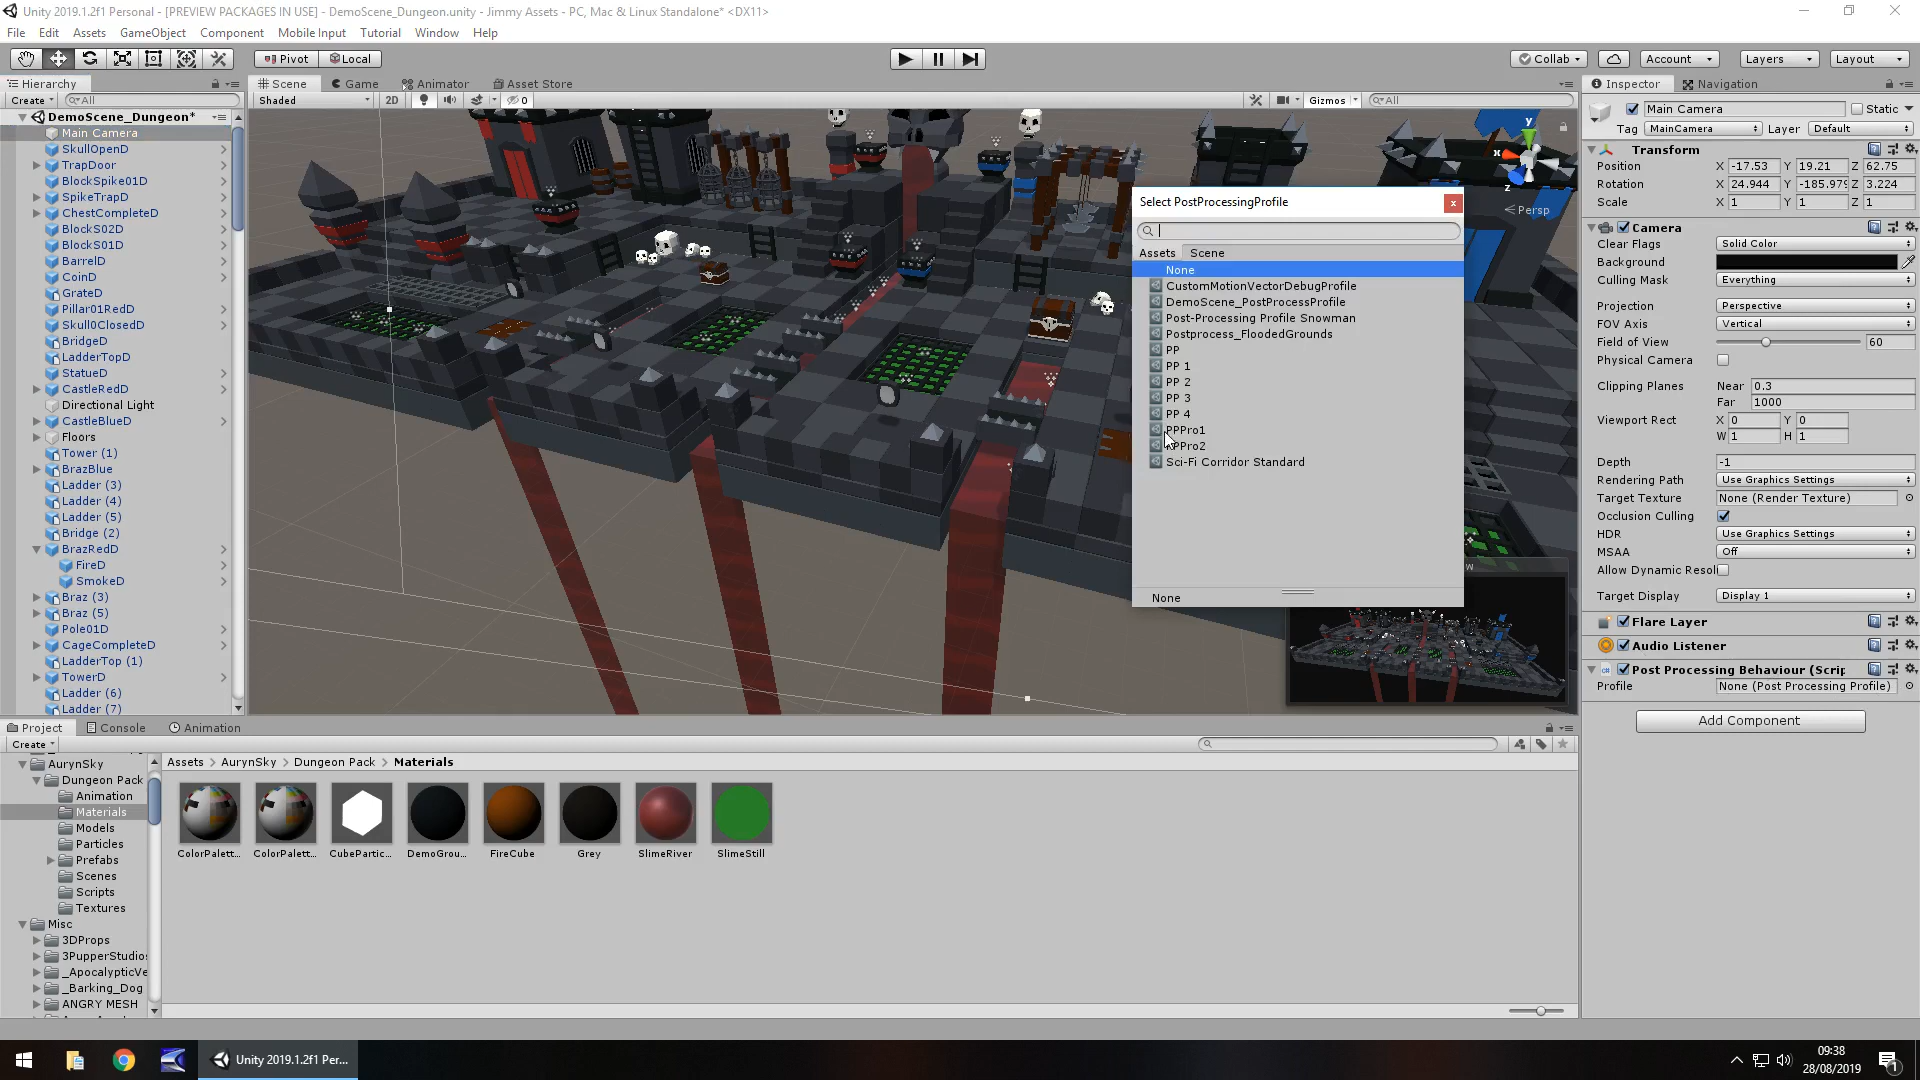 Unity 2019.1.2f1 Personal - [PREVIEW PACKAGES IN USE] - DemoScene_Dungeon.unity - Jimmy Assets - PC, Mac & Linux Standalone* <DX11>
File Edit Assets GameObject Component Mobile Input Tutorial Window Help
Pivot Local Collab Account Layers Layout
Hierarchy Scene Game Animator Asset Store Inspector Navigation
Create All Shaded 2D 0 Gizmos All
DemoScene_Dungeon*
Main Camera
SkullOpenD
TrapDoor
BlockSpike01D
SpikeTrapD
ChestCompleteD
BlockS02D
BlockS01D
BarrelD
CoinD
GrateD
Pillar01RedD
Skull0ClosedD
BridgeD
LadderTopD
StatueD
CastleRedD
Directional Light
CastleBlueD
Floors
Tower (1)
BrazBlue
Ladder (3)
Ladder (4)
Ladder (5)
Bridge (2)
BrazRedD
FireD
SmokeD
Braz (3)
Braz (5)
Pole01D
CageCompleteD
LadderTop (1)
TowerD
Ladder (6)
Ladder (7)
y
x
z
Persp
Select PostProcessingProfile
Assets Scene
None
CustomMotionVectorDebugProfile
DemoScene_PostProcessProfile
Post-Processing Profile Snowman
Postprocess_FloodedGrounds
PP
PP 1
PP 2
PP 3
PP 4
PPPro1
PPPro2
Sci-Fi Corridor Standard
None
Main Camera Static
Tag MainCamera Layer Default
Transform
Position X -17.53 Y 19.21 Z 62.75
Rotation X 24.944 Y -185.979 Z 3.224
Scale X 1 Y 1 Z 1
Camera
Clear Flags Solid Color
Background
Culling Mask Everything
Projection Perspective
FOV Axis Vertical
Field of View 60
Physical Camera
Clipping Planes Near 0.3
Far 1000
Viewport Rect X 0 Y 0
W 1 H 1
Depth -1
Rendering Path Use Graphics Settings
Target Texture None (Render Texture)
Occlusion Culling
HDR Use Graphics Settings
MSAA Off
Allow Dynamic Resol
Target Display Display 1
Flare Layer
Audio Listener
Post Processing Behaviour (Scrip
Profile None (Post Processing Profile)
Add Component
Project Console Animation
Create
AurynSky
Dungeon Pack
Animation
Materials
Models
Particles
Prefabs
Scenes
Scripts
Textures
Misc
3DProps
3PupperStudios
_ApocalypticVe
_Barking_Dog
ANGRY MESH
Assets > AurynSky > Dungeon Pack > Materials
ColorPalett... ColorPalett... CubePartic... DemoGrou... FireCube Grey SlimeRiver SlimeStill
Unity 2019.1.2f1 Per...
09:38
28/08/2019
1